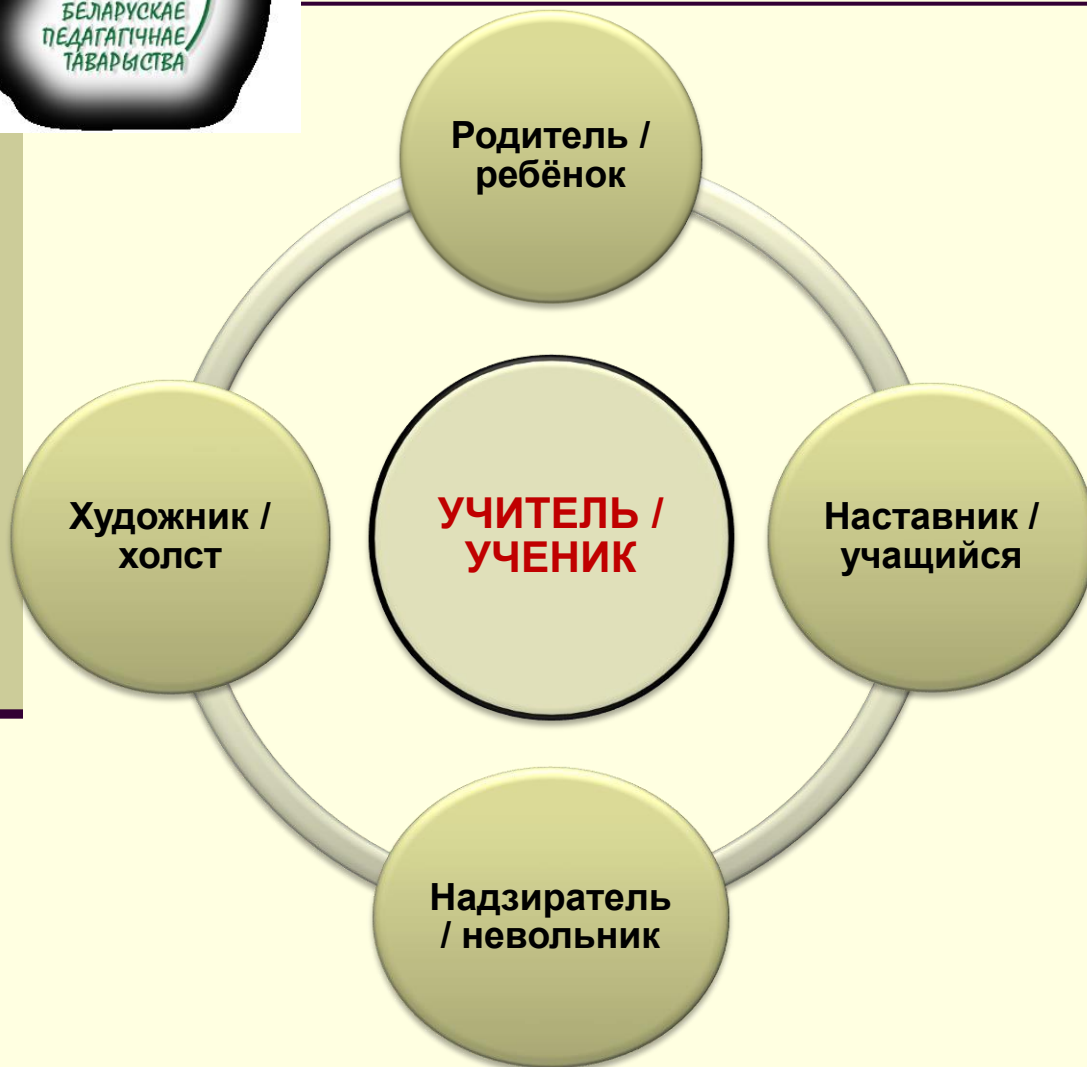 БЕЛАРУСКАЕ
ПЕДАГАГІЧНАЕ
ТАВАРЫСТВА
Родитель /
ребёнок
Художник /
холст
УЧИТЕЛЬ /
УЧЕНИК
Наставник /
учащийся
Надзиратель
/ невольник